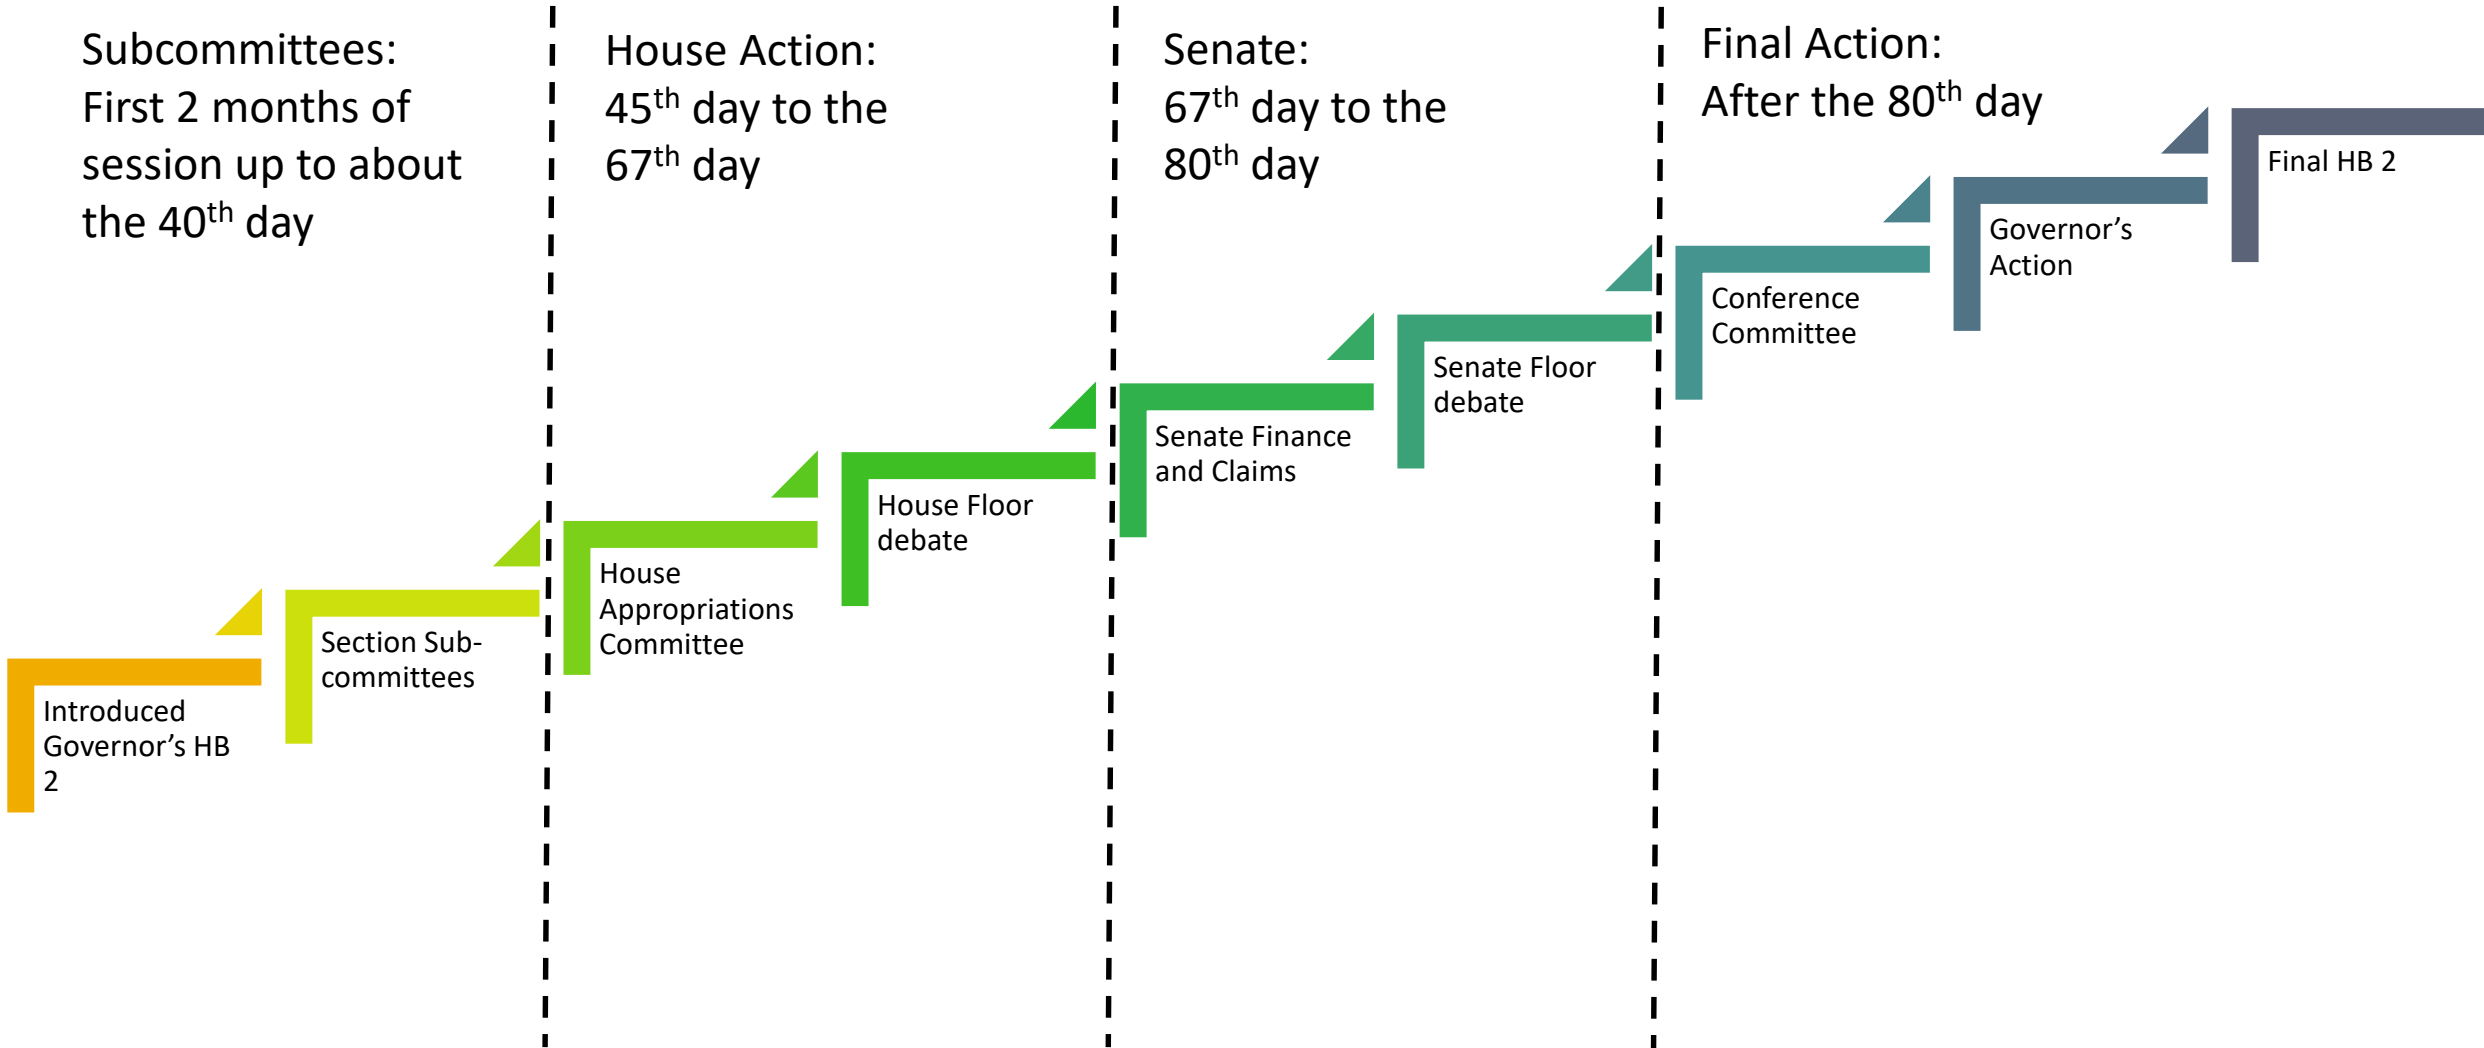 Subcommittees:
First 2 months of
session up to about
the 40th day
House Action:
45th day to the
67th day
Senate:
67th day to the
80th day
Final Action:
After the 80th day
Introduced
Governor’s HB
2
Section Sub-
committees
House
Appropriations
Committee
House Floor
debate
Senate Finance
and Claims
Senate Floor
debate
Conference
Committee
Governor’s
Action
Final HB 2